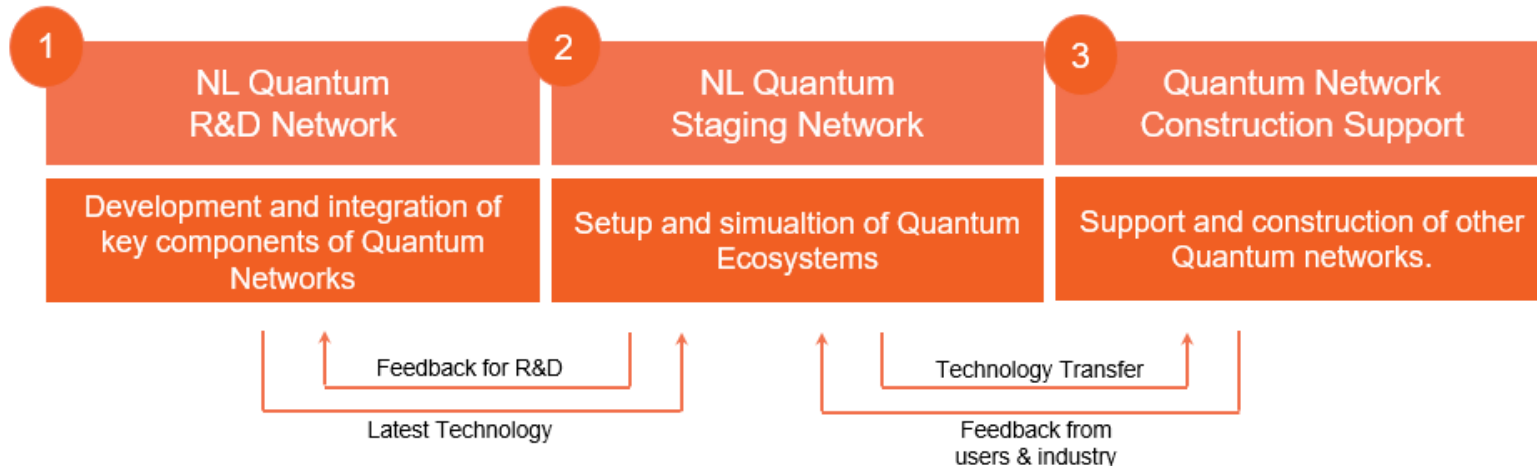 1
NL Quantum
R&D Network
2
NL Quantum
Staging Network
3
Quantum Network
Construction Support
Development and integration of
key components of Quantum
Networks
Setup and simualtion of Quantum
Ecosystems
Support and construction of other
Quantum networks.
Feedback for R&D
Latest Technology
Technology Transfer
Feedback from
users & industry